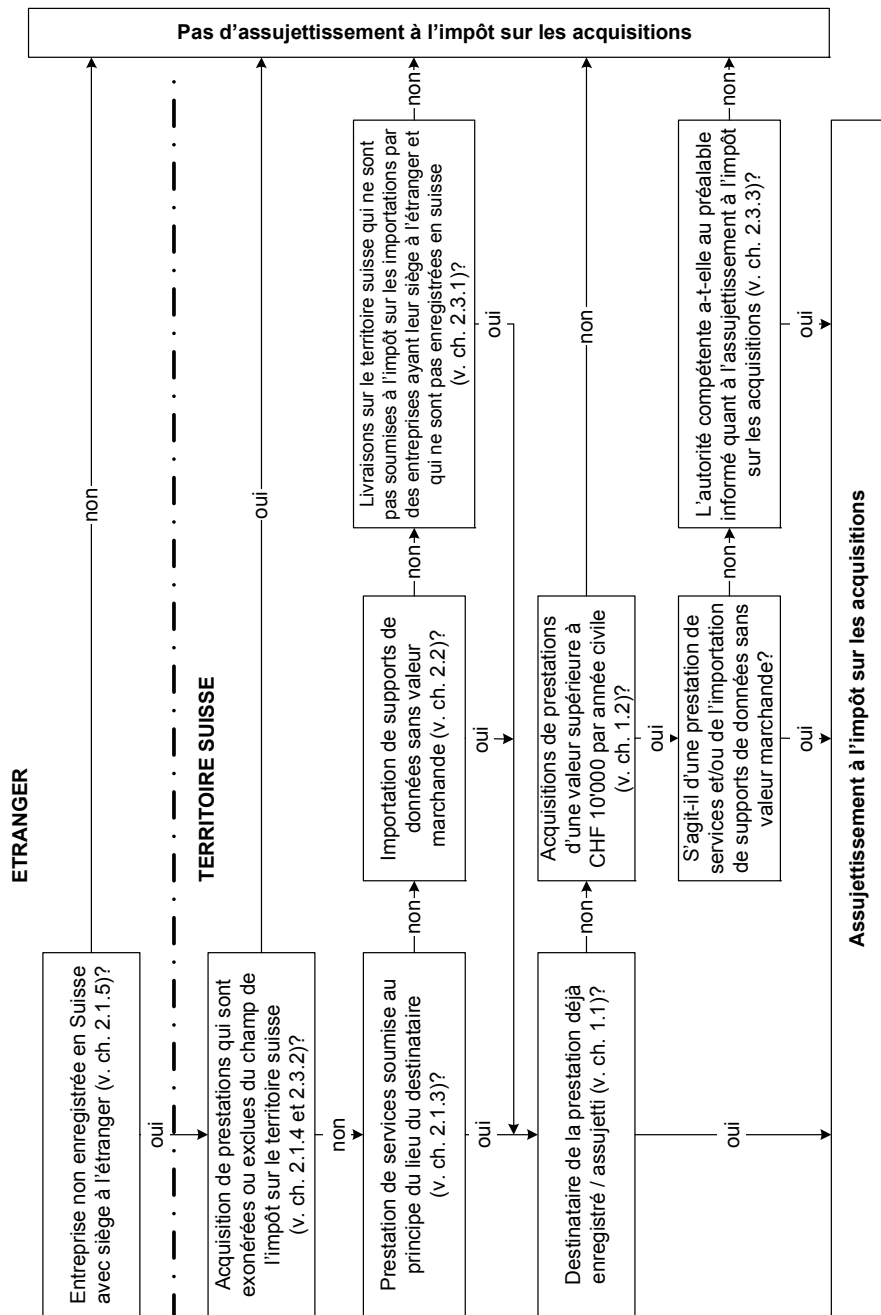 ETRANGER
Entreprise non enregistrée en Suisse
avec siège à l'étranger (v. ch. 2.1.5)?
non
oui
TERRITOIRE SUISSE
Acquisition de prestations qui sont
exonérées ou exclues du champ de
l'impôt sur le territoire suisse
(v. ch. 2.1.4 et 2.3.2)?
oui
non
Prestation de services soumise au
principe du lieu du destinataire
(v. ch. 2.1.3)?
non
oui
Importation de supports de
données sans valeur
marchande (v. ch. 2.2)?
non
oui
Livraisons sur le territoire suisse qui ne sont
pas soumises à l'impôt sur les importations par
des entreprises ayant leur siège à l'étranger et
qui ne sont pas enregistrées en suisse
(v. ch. 2.3.1)?
non
oui
Destinataire de la prestation déjà
enregistré / assujetti (v. ch. 1.1)?
non
oui
Acquisitions de prestations
d'une valeur supérieure à
CHF 10'000 par année civile
(v. ch. 1.2)?
non
oui
S'agit-il d'une prestation de
services et/ou de l'importation
de supports de données sans
valeur marchande?
non
oui
L'autorité compétente a-t-elle au préalable
informé quant à l'assujettissement à l'impôt
sur les acquisitions (v. ch. 2.3.3)?
non
oui
Pas d'assujettissement à l'impôt sur les acquisitions
Assujettissement à l'impôt sur les acquisitions